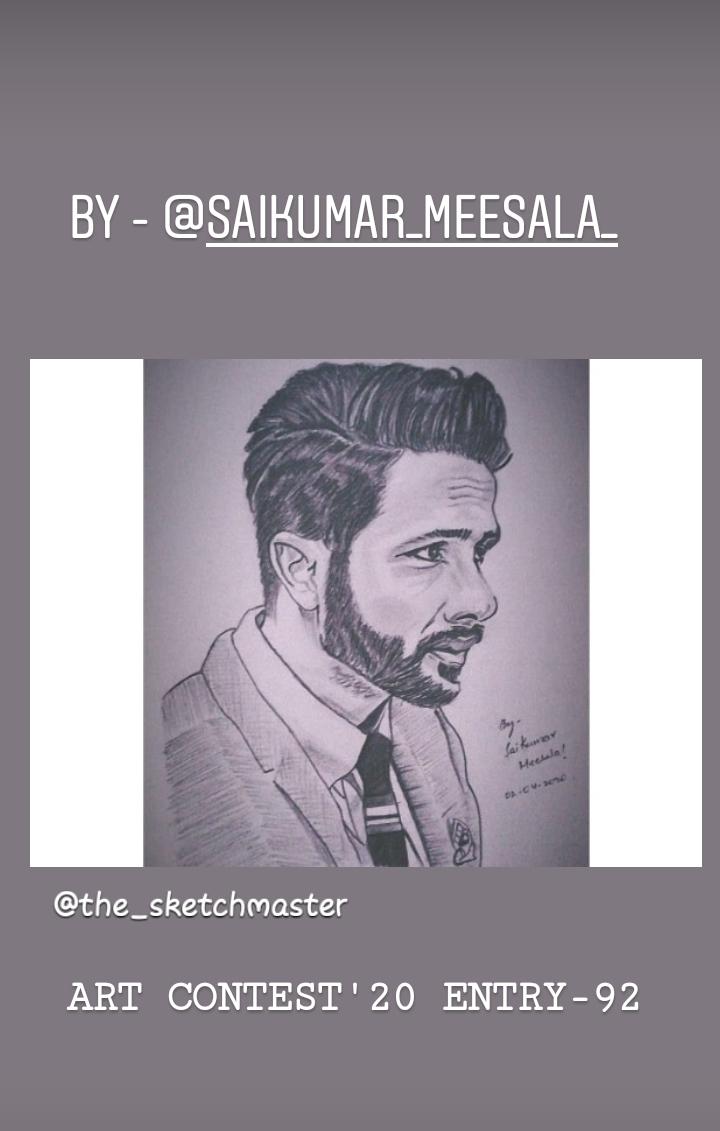 BY - @SAIKUMAR_MEESALA_
By-
Saikumar
Meesala!
02-04-2020
@the_sketchmaster
ART CONTEST'20 ENTRY-92